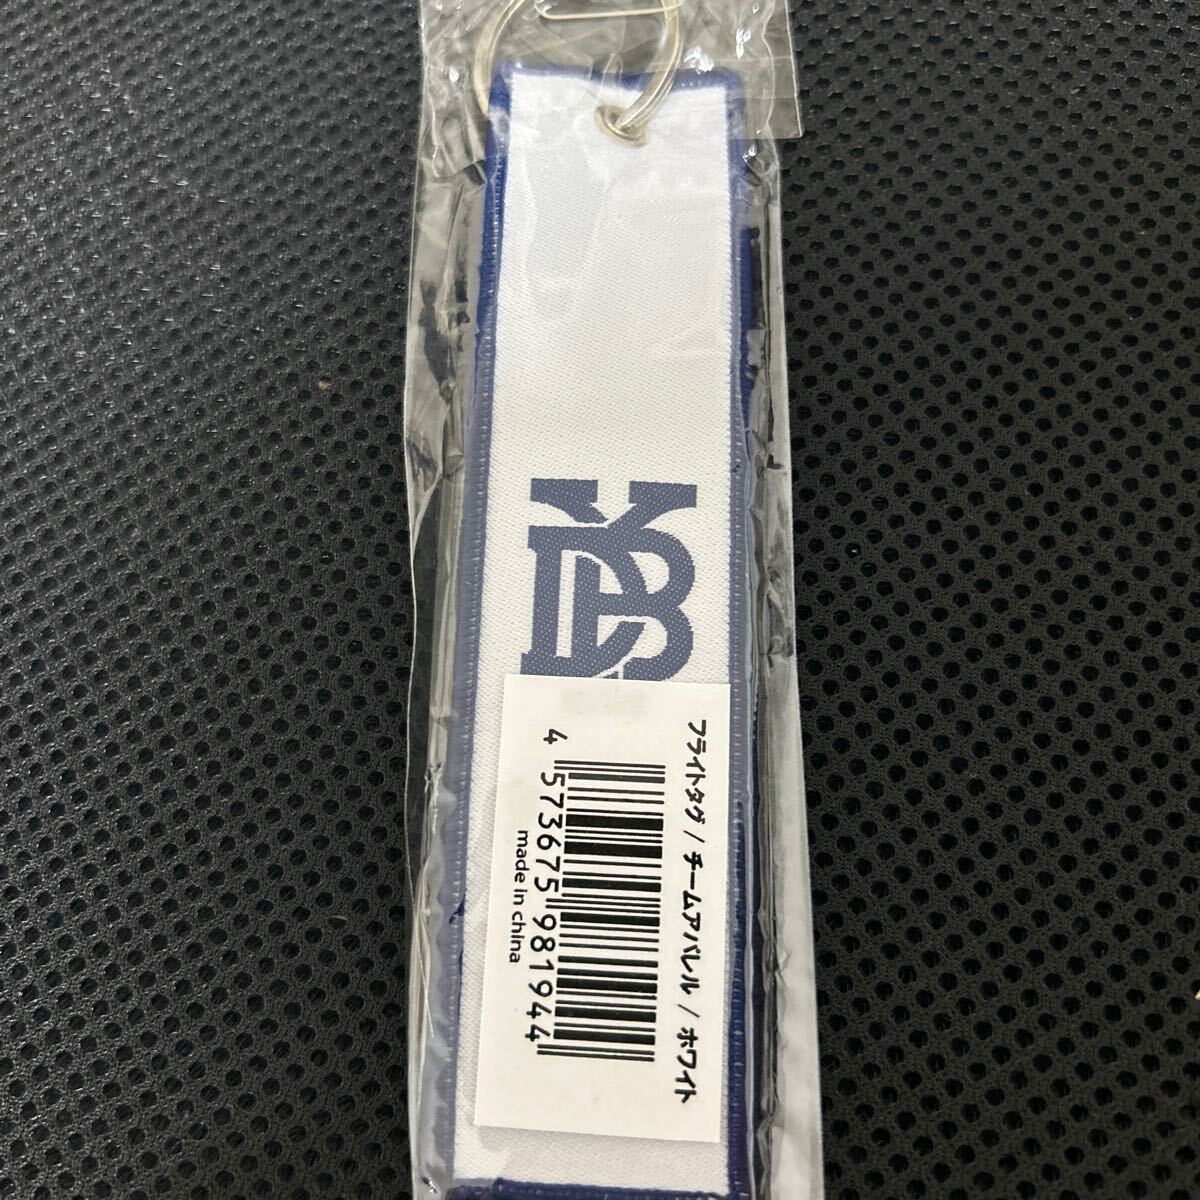 YDB
フライトタグ / チームアパレル / ホワイト
4 573675 981944
made in china